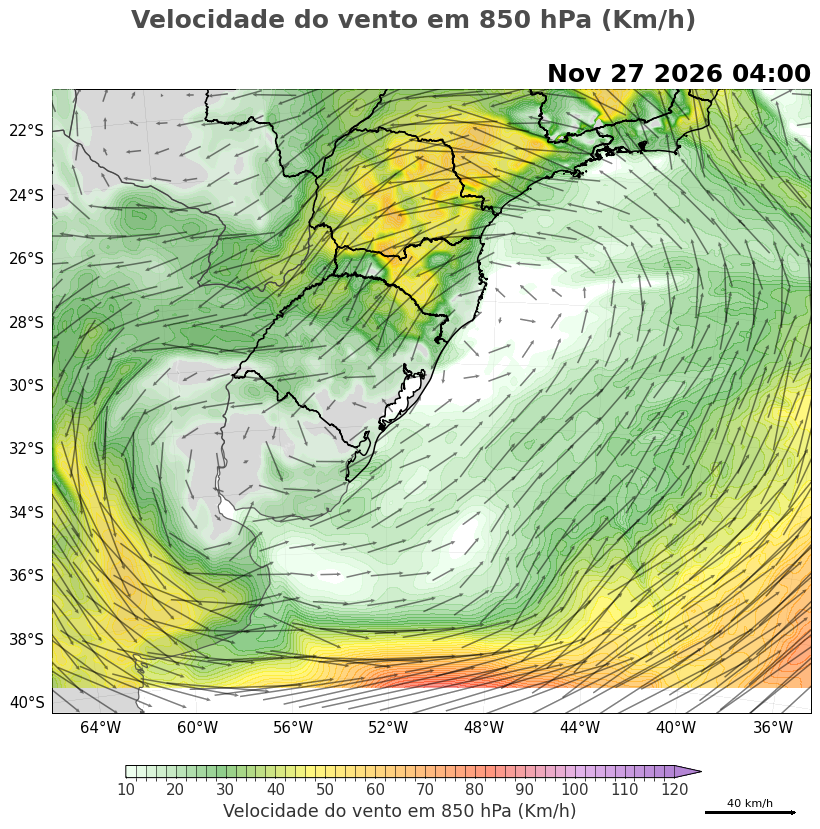 Velocidade do vento em 850 hPa (Km/h)
Nov 27 2026 04:00
22°S
24°S
26°S
28°S
30°S
32°S
34°S
36°S
38°S
40°S
64°W 60°W 56°W 52°W 48°W 44°W 40°W 36°W
10 20 30 40 50 60 70 80 90 100 110 120
Velocidade do vento em 850 hPa (Km/h)
40 km/h